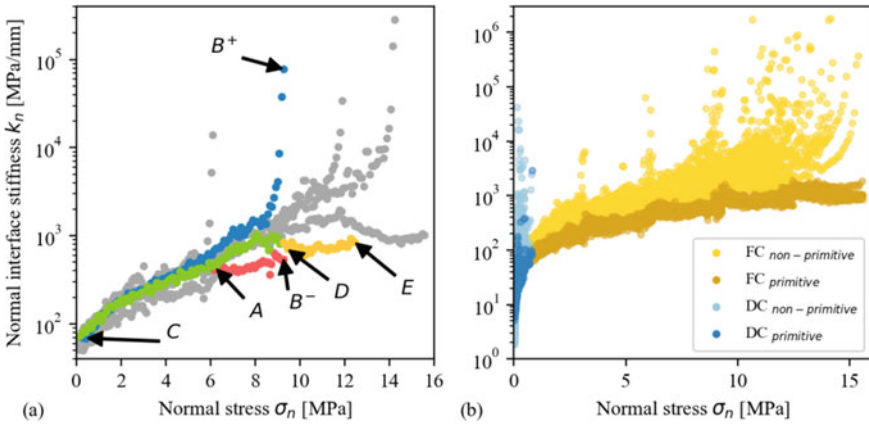 Normal interface stiffness k_n [MPa/mm]
10^5
10^4
10^3
10^2
B^+
C
A
B^-
D
E
0 2 4 6 8 10 12 14 16
(a)
Normal stress σ_n [MPa]
10^6
10^5
10^4
10^3
10^2
10^1
10^0
FC non−primitive
FC primitive
DC non−primitive
DC primitive
0 5 10 15
(b)
Normal stress σ_n [MPa]